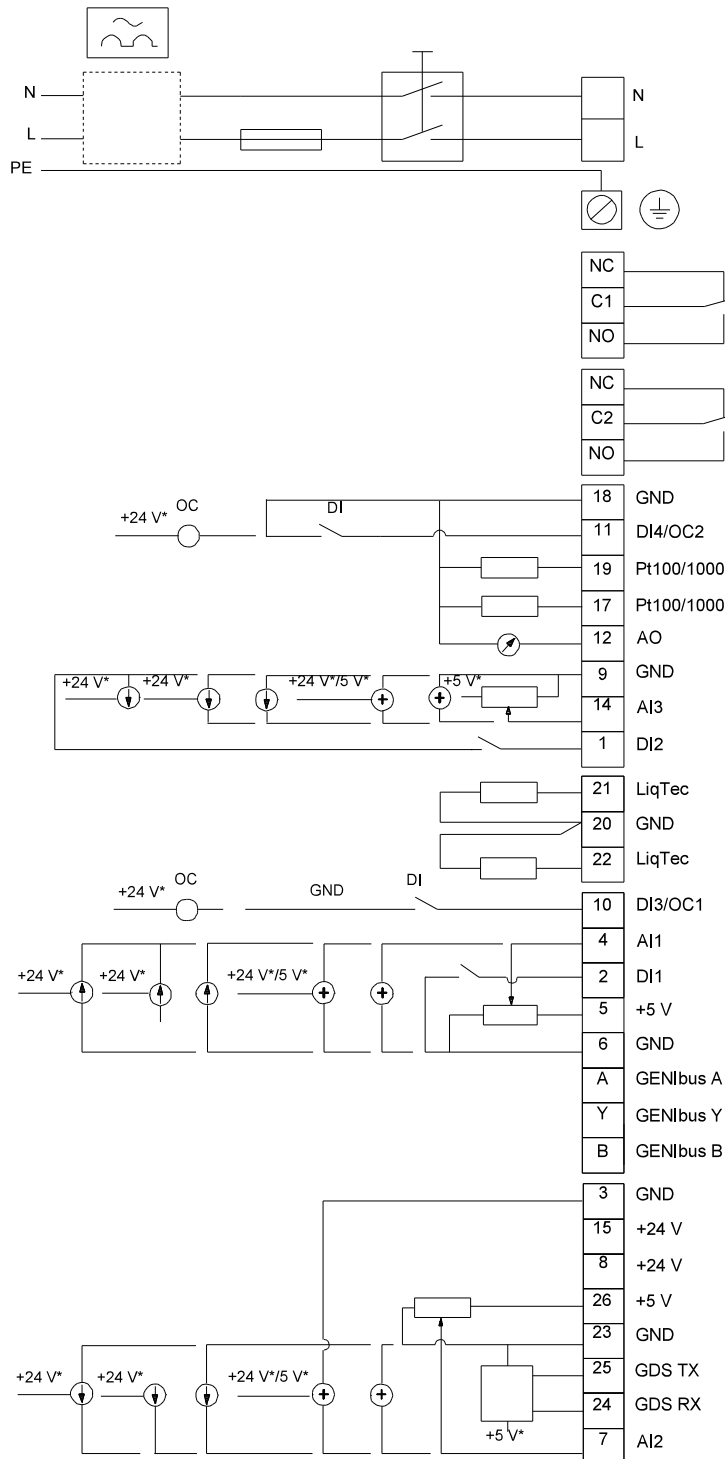 N
N
L
L
PE
NC
C1
NO
NC
C2
NO
18 GND
OC
DI
+24 V*
11 DI4/OC2
19 Pt100/1000
17 Pt100/1000
12 AO
9 GND
+24 V* +24 V* +24 V*/5 V* +5 V*
14 AI3
1 DI2
21 LiqTec
20 GND
22 LiqTec
OC
DI
+24 V*
GND
10 DI3/OC1
4 AI1
+24 V* +24 V* +24 V*/5 V*
2 DI1
5 +5 V
6 GND
A GENIbus A
Y GENIbus Y
B GENIbus B
3 GND
15 +24 V
8 +24 V
26 +5 V
23 GND
25 GDS TX
+24 V* +24 V* +24 V*/5 V*
24 GDS RX
+5 V*
7 AI2